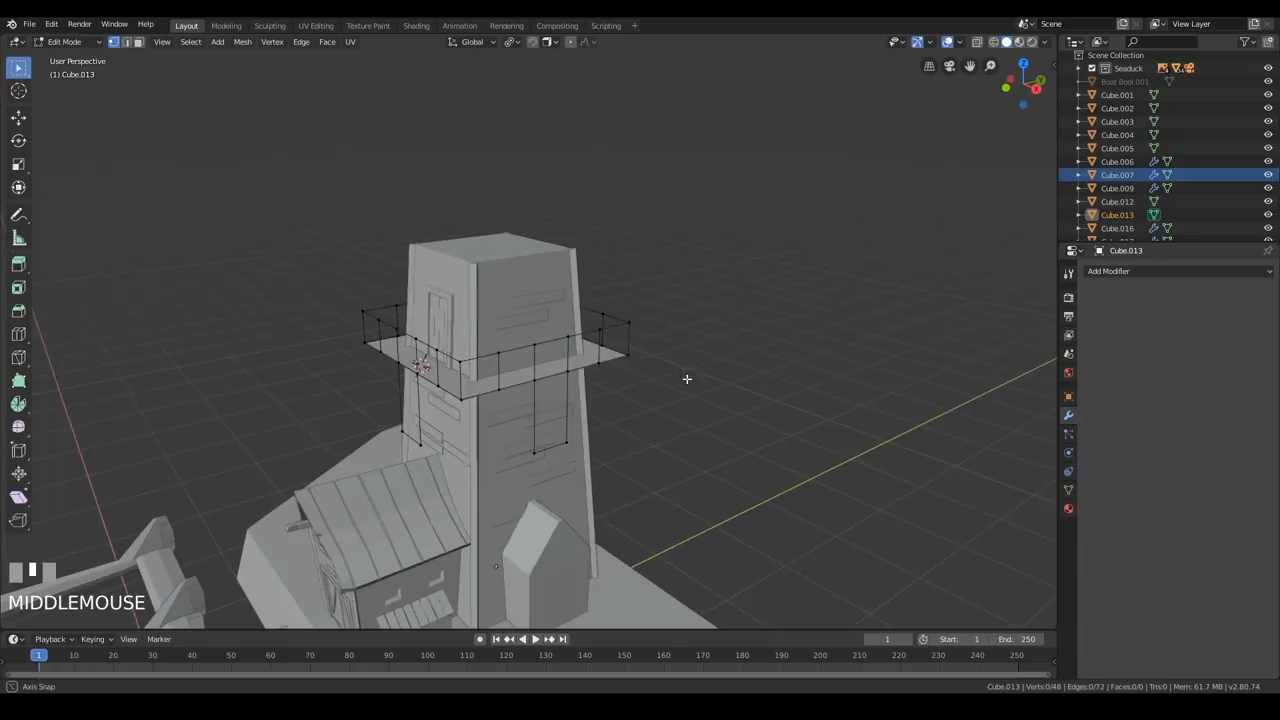 File Edit Render Window Help Layout Modeling Sculpting UV Editing Texture Paint Shading Animation Rendering Compositing Scripting + Scene View Layer
Edit Mode View Select Add Mesh Vertex Edge Face UV Global
User Perspective
(1) Cube.013
Z
Y
X
Scene Collection
Seaduck
Boat Bool.001
Cube.001
Cube.002
Cube.003
Cube.004
Cube.005
Cube.006
Cube.007
Cube.009
Cube.012
Cube.013
Cube.016
Cube.013
Add Modifier
MIDDLEMOUSE
Playback Keying View Marker 1 Start: 1 End: 250
1 10 20 30 40 50 60 70 80 90 100 110 120 130 140 150 160 170 180 190 200 210 220 230 240 250
Axis Snap Cube.013 | Verts:0/48 | Edges:0/72 | Faces:0/0 | Tris:0 | Mem: 61.7 MB | v2.80.74